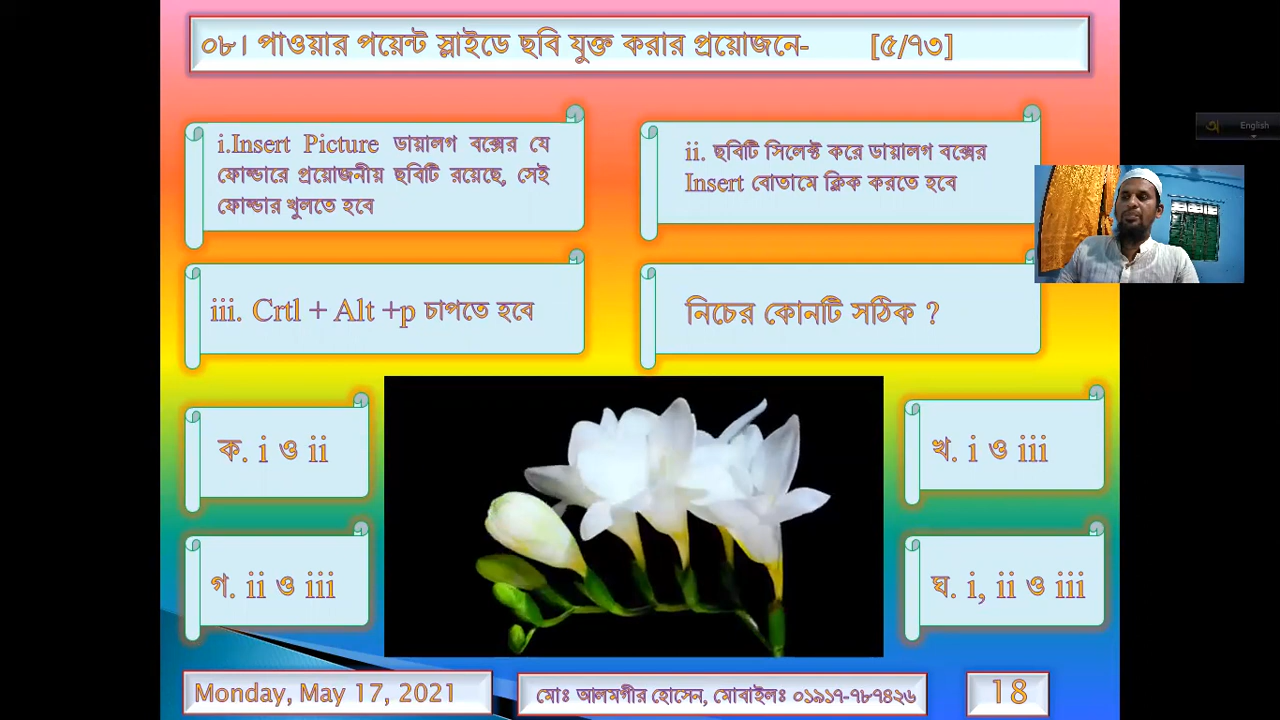 ০৮। পাওয়ার পয়েন্ট স্লাইডে ছবি যুক্ত করার প্রয়োজনে- [৫/৭৩]
i.Insert Picture ডায়ালগ বক্সের যে
ফোল্ডারে প্রয়োজনীয় ছবিটি রয়েছে, সেই
ফোল্ডার খুলতে হবে
ii. ছবিটি সিলেক্ট করে ডায়ালগ বক্সের
Insert বোতামে ক্লিক করতে হবে
iii. Crtl + Alt +p চাপতে হবে
নিচের কোনটি সঠিক ?
ক. i ও ii
খ. i ও iii
গ. ii ও iii
ঘ. i, ii ও iii
Monday, May 17, 2021
মোঃ আলমগীর হোসেন, মোবাইলঃ ০১৯১৭-৭৮৭৪২৬
18
অ English